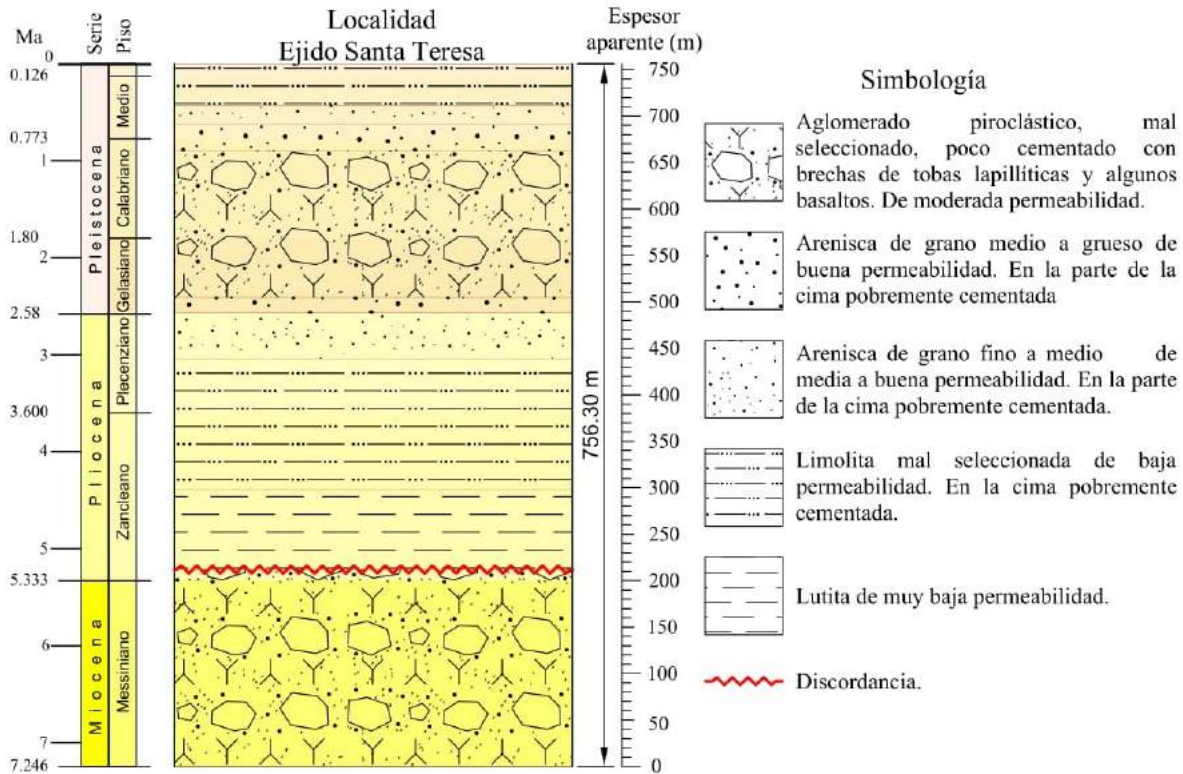 Localidad
Ejido Santa Teresa
Espesor
aparente (m)
Ma
Serie
Piso
0
0.126
0.773
1
1.80
2
2.58
3
3.600
4
5
5.333
6
7
7.246
Pleistocena
Pliocena
Miocena
Medio
Calabriano
Gelasiano
Piecenziano
Zancleano
Messiniano
756.30 m
750
700
650
600
550
500
450
400
350
300
250
200
150
100
50
0
Simbología
Aglomerado piroclástico, mal
seleccionado, poco cementado con
brechas de tobas lapillíticas y algunos
basaltos. De moderada permeabilidad.
Arenisca de grano medio a grueso de
buena permeabilidad. En la parte de la
cima pobremente cementada
Arenisca de grano fino a medio de
media a buena permeabilidad. En la parte
de la cima pobremente cementada.
Limolita mal seleccionada de baja
permeabilidad. En la cima pobremente
cementada.
Lutita de muy baja permeabilidad.
Discordancia.